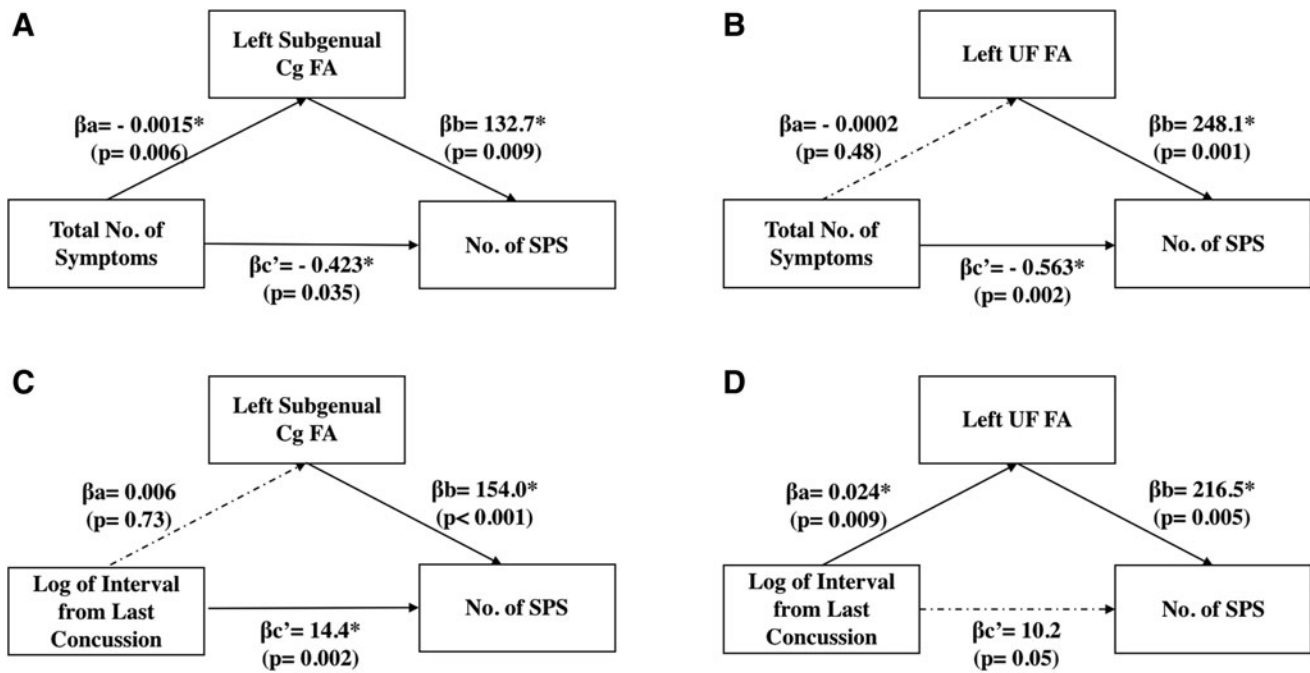 A
Left Subgenual
Cg FA
βa= - 0.0015*
(p= 0.006)
βb= 132.7*
(p= 0.009)
Total No. of
Symptoms
No. of SPS
βc’= - 0.423*
(p= 0.035)
B
Left UF FA
βa= - 0.0002
(p= 0.48)
βb= 248.1*
(p= 0.001)
Total No. of
Symptoms
No. of SPS
βc’= - 0.563*
(p= 0.002)
C
Left Subgenual
Cg FA
βa= 0.006
(p= 0.73)
βb= 154.0*
(p< 0.001)
Log of Interval
from Last
Concussion
No. of SPS
βc’= 14.4*
(p= 0.002)
D
Left UF FA
βa= 0.024*
(p= 0.009)
βb= 216.5*
(p= 0.005)
Log of Interval
from Last
Concussion
No. of SPS
βc’= 10.2
(p= 0.05)